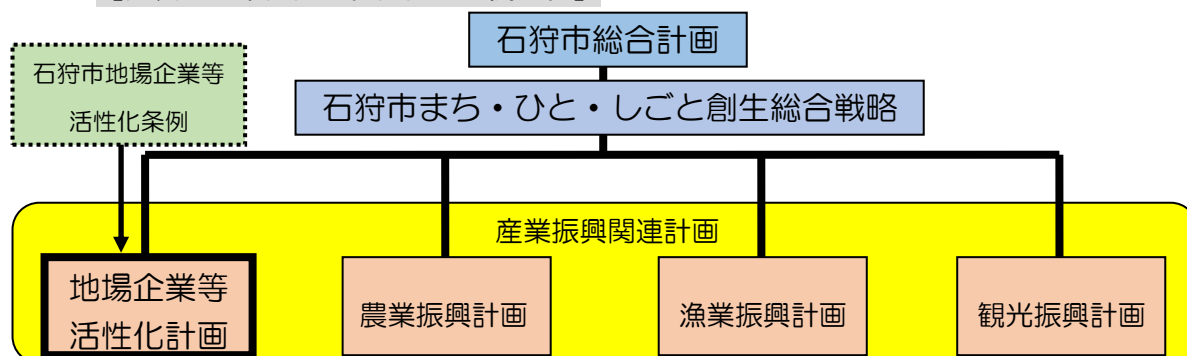 石狩市総合計画
石狩市地場企業等
活性化条例
石狩市まち・ひと・しごと創生総合戦略
産業振興関連計画
地場企業等
活性化計画
農業振興計画
漁業振興計画
観光振興計画